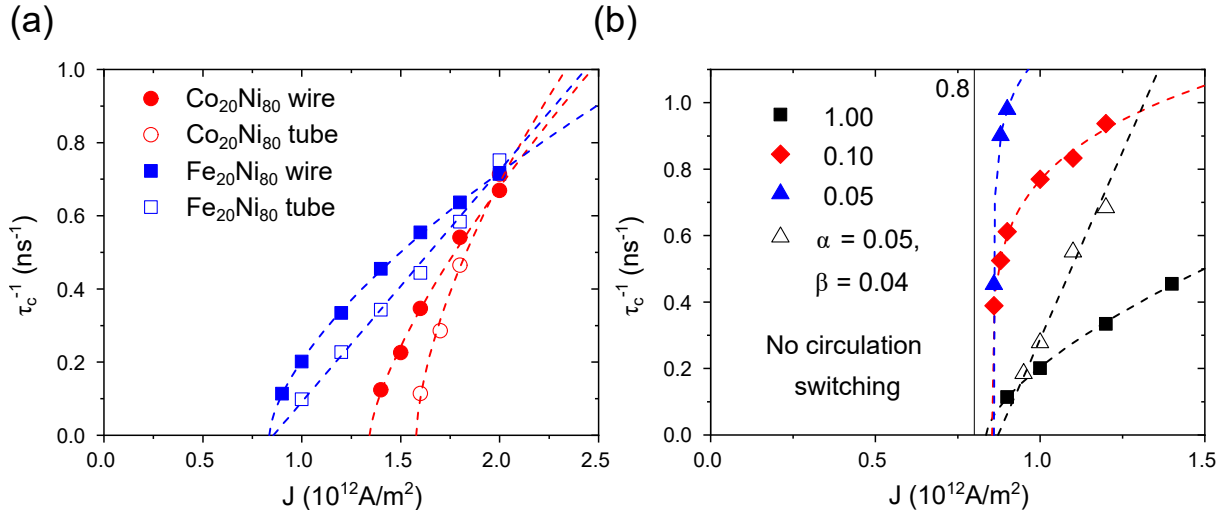 (a)
τc⁻¹ (ns⁻¹)
1.0
0.8
0.6
0.4
0.2
0.0
Co₂₀Ni₈₀ wire
Co₂₀Ni₈₀ tube
Fe₂₀Ni₈₀ wire
Fe₂₀Ni₈₀ tube
0.0 0.5 1.0 1.5 2.0 2.5
J (10¹²A/m²)
(b)
τc⁻¹ (ns⁻¹)
1.0
0.8
0.6
0.4
0.2
0.0
0.8
1.00
0.10
0.05
α = 0.05,
β = 0.04
No circulation
switching
0.0 0.5 1.0 1.5
J (10¹²A/m²)